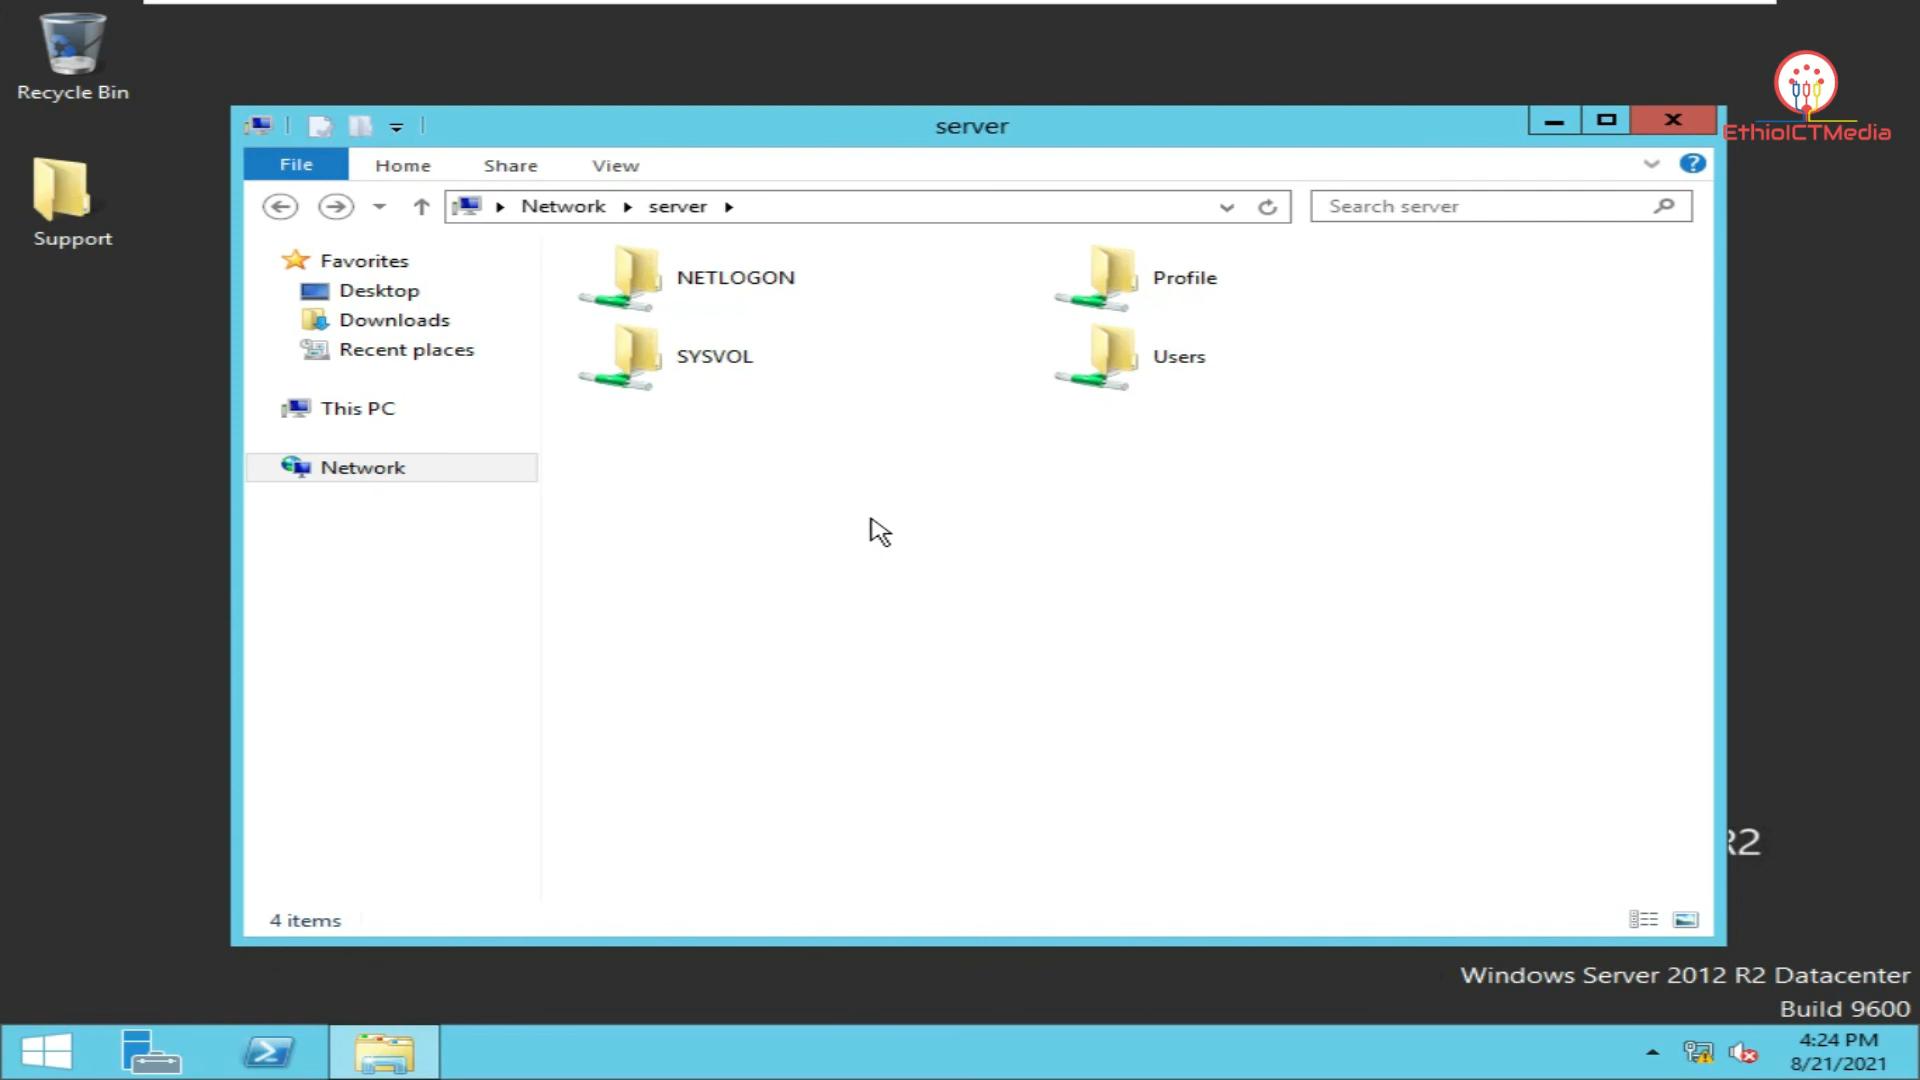 Recycle Bin
Support
EthioICTMedia
server
File
Home
Share
View
?
Network
server
Search server
Favorites
Desktop
Downloads
Recent places
This PC
Network
NETLOGON
Profile
SYSVOL
Users
4 items
R2
Windows Server 2012 R2 Datacenter
Build 9600
4:24 PM
8/21/2021